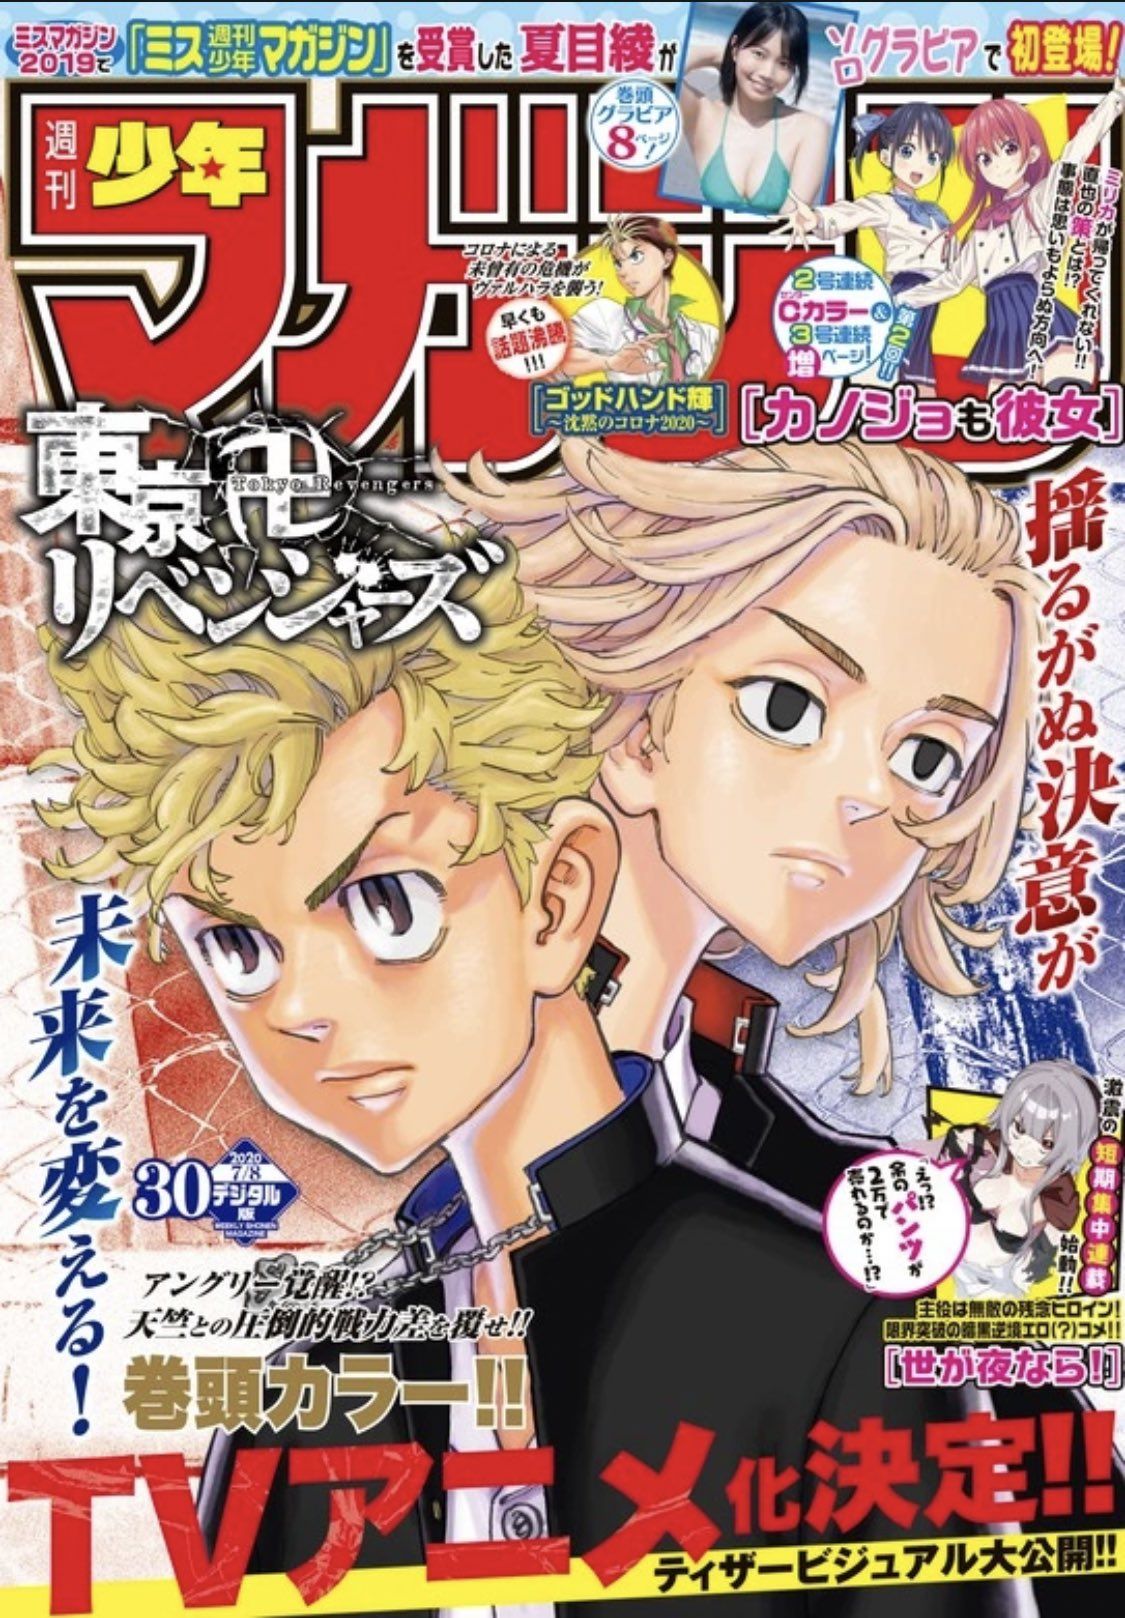 ミスマガジン
2019で
「ミス週刊少年マガジン」を受賞した夏目綾が
ソログラビアで初登場!
巻頭
グラビア
8ページ!
週刊
少年
マガジン
コロナによる
未曾有の危機が
ヴァルハラを襲う!
早くも
話題沸騰
!!!
[ゴッドハンド輝]
[~沈黙のコロナ2020~]
ミリカが帰ってくれない!!
直也の策とは!?
事態は思いもよらぬ方向へ!
2号連続
センター
Cカラー&
3号連続
増ページ!
第2回!!
[カノジョも彼女]
東京卍
Tokyo Revengers
リベンジャーズ
揺るがぬ決意が
未来を変える!
30
2020
7/8
デジタル
版
WEEKLY SHONEN
MAGAZINE
アングリー覚醒!?
天竺との圧倒的戦力差を覆せ!!
巻頭カラー!!
激震の
短期集中連載
始動!!
「えっ!?
余のパンツが
2万で
売れるのか…!?」
主役は無敵の残念ヒロイン!
限界突破の暗黒逆境エロ(?)コメ!!
[世が夜なら!]
TVアニメ化決定!!
ティザービジュアル大公開!!